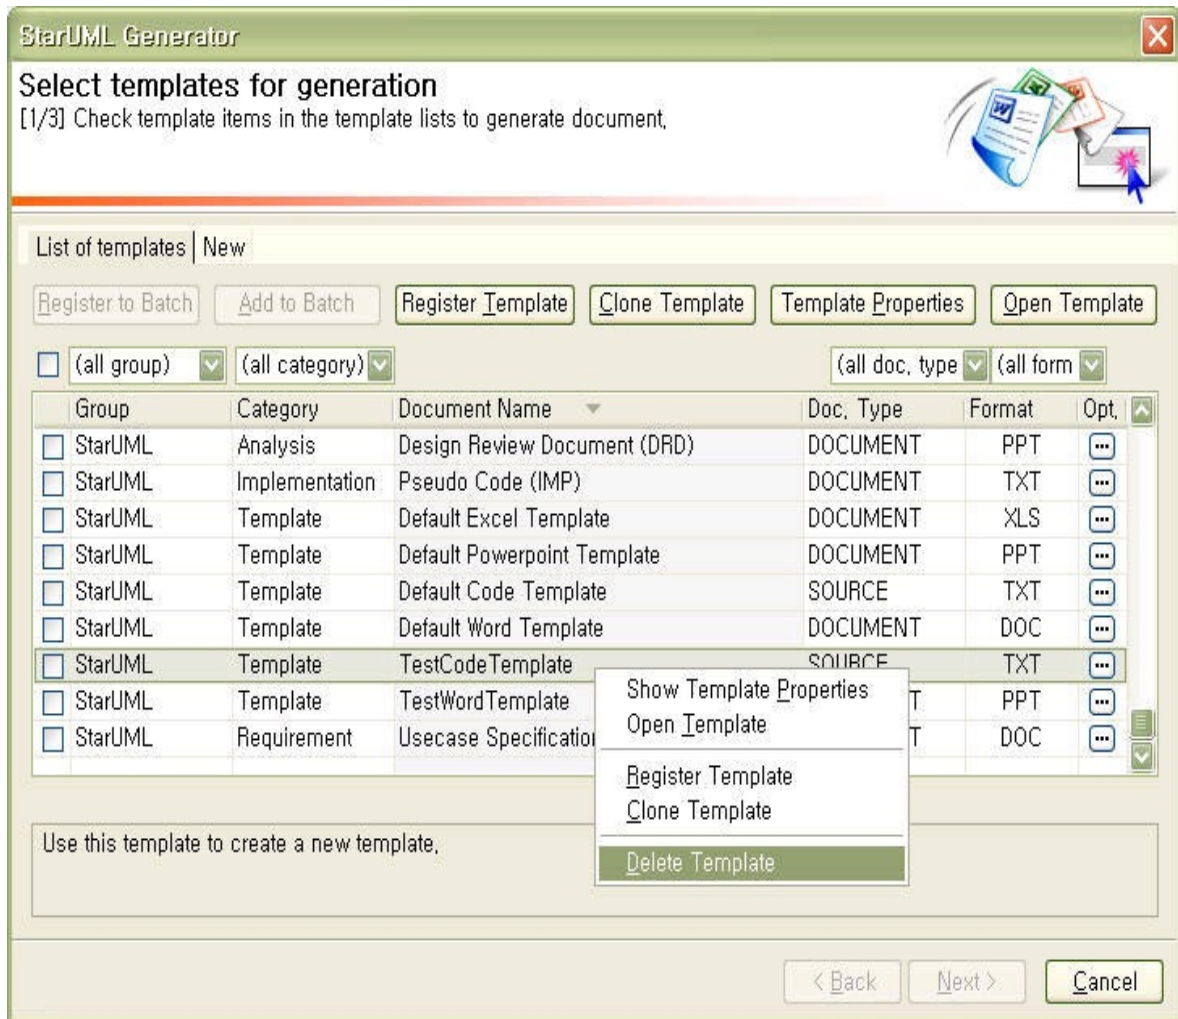 StarUML Generator
Select templates for generation
[1/3] Check template items in the template lists to generate document,
List of templates New
Register to Batch Add to Batch Register Template Clone Template Template Properties Open Template
(all group) (all category) (all doc, type (all form
Group Category Document Name Doc, Type Format Opt,
StarUML Analysis Design Review Document (DRD) DOCUMENT PPT
StarUML Implementation Pseudo Code (IMP) DOCUMENT TXT
StarUML Template Default Excel Template DOCUMENT XLS
StarUML Template Default Powerpoint Template DOCUMENT PPT
StarUML Template Default Code Template SOURCE TXT
StarUML Template Default Word Template DOCUMENT DOC
StarUML Template TestCodeTemplate SOURCE TXT
StarUML Template TestWordTemplate T PPT
StarUML Requirement Usecase Specification T DOC
Show Template Properties
Open Template
Register Template
Clone Template
Delete Template
Use this template to create a new template,
< Back Next > Cancel